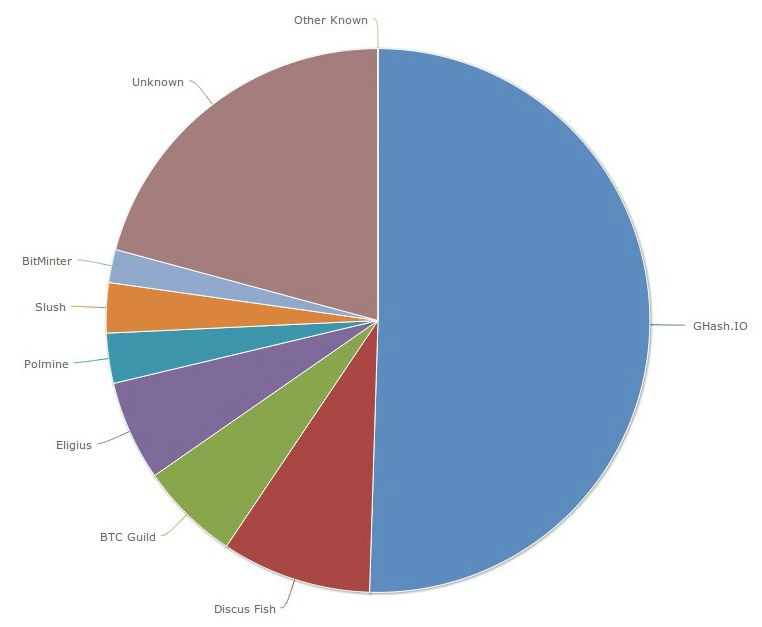 Other Known
Unknown
BitMinter
Slush
GHash.IO
Polmine
Eligius
BTC Guild
Discus Fish